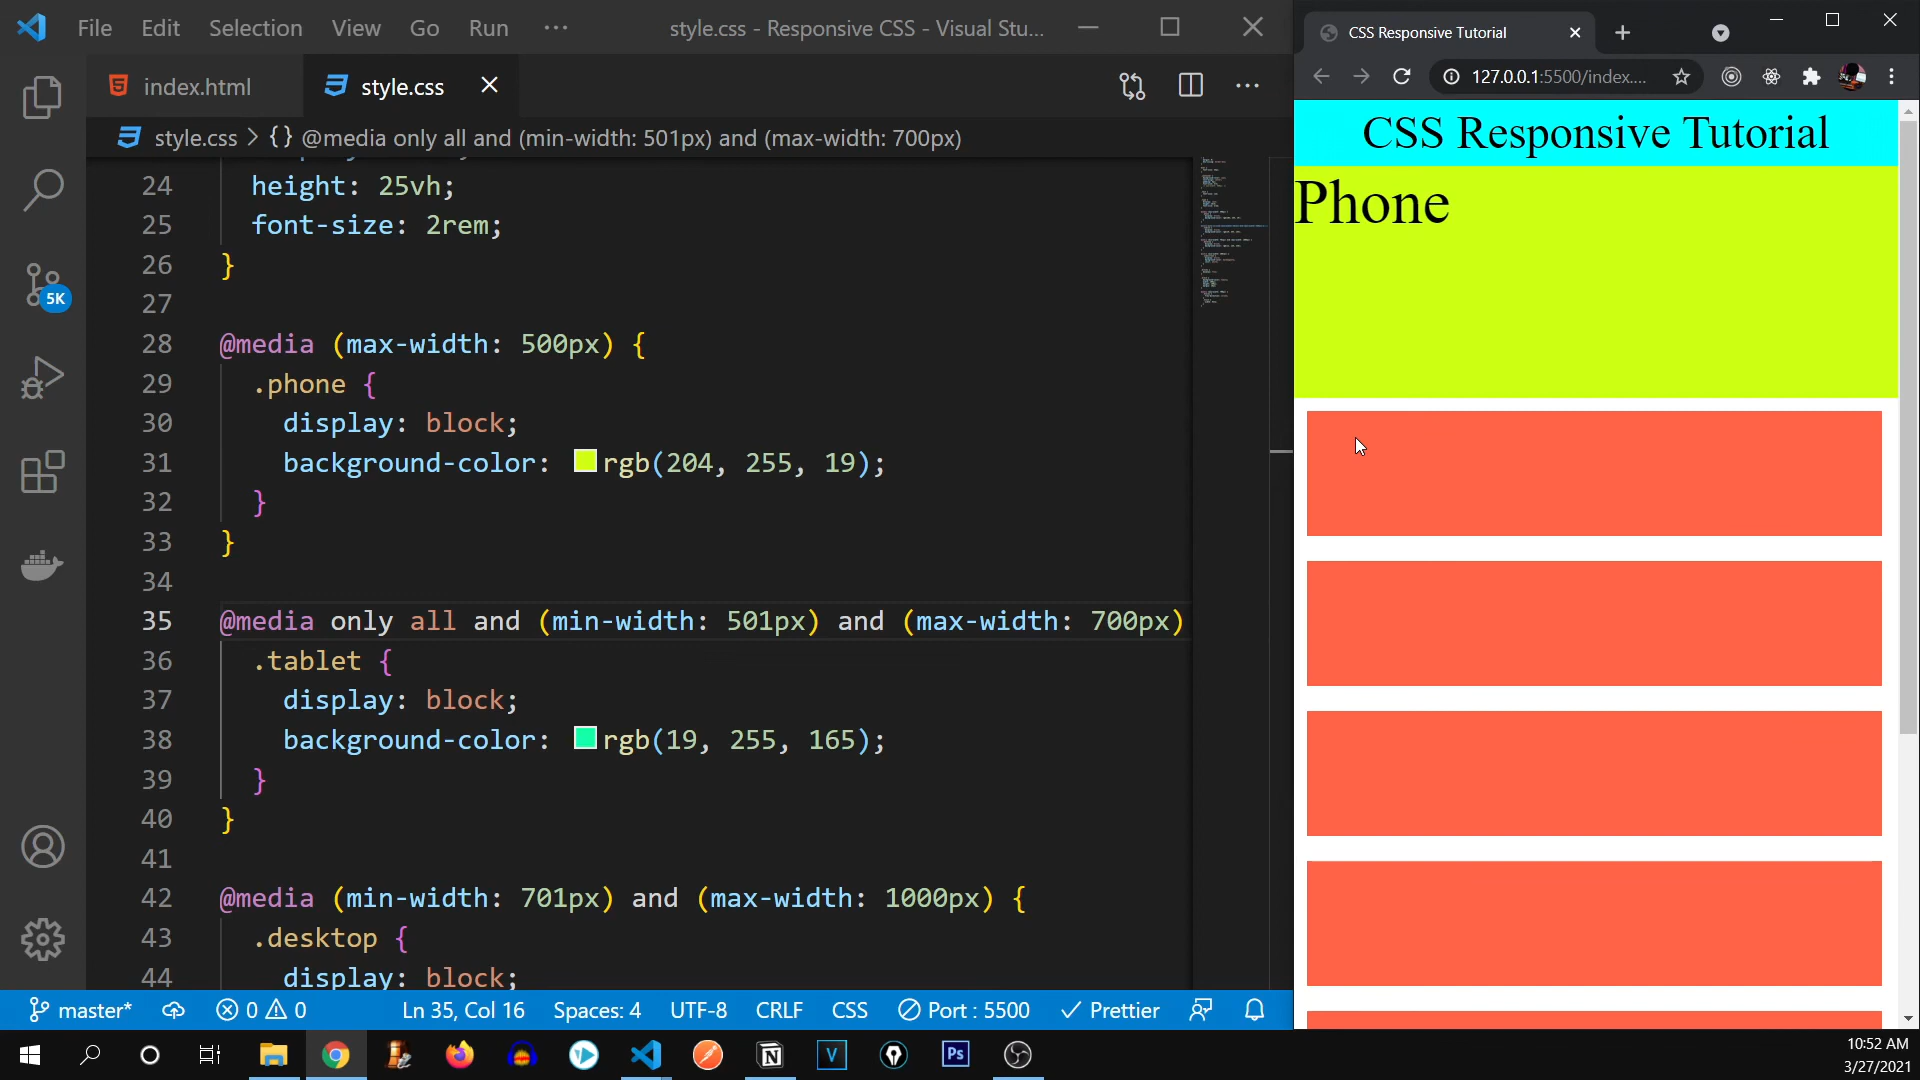 File Edit Selection View Go Run ··· style.css - Responsive CSS - Visual Stu...
index.html style.css
style.css > {} @media only all and (min-width: 501px) and (max-width: 700px)
24 height: 25vh;
25 font-size: 2rem;
26 }
27
28 @media (max-width: 500px) {
29 .phone {
30 display: block;
31 background-color: rgb(204, 255, 19);
32 }
33 }
34
35 @media only all and (min-width: 501px) and (max-width: 700px)
36 .tablet {
37 display: block;
38 background-color: rgb(19, 255, 165);
39 }
40 }
41
42 @media (min-width: 701px) and (max-width: 1000px) {
43 .desktop {
44 display: block;
5K
master* 0 0 Ln 35, Col 16 Spaces: 4 UTF-8 CRLF CSS Port : 5500 Prettier
CSS Responsive Tutorial
127.0.0.1:5500/index....
CSS Responsive Tutorial
Phone
N V Ps
10:52 AM
3/27/2021